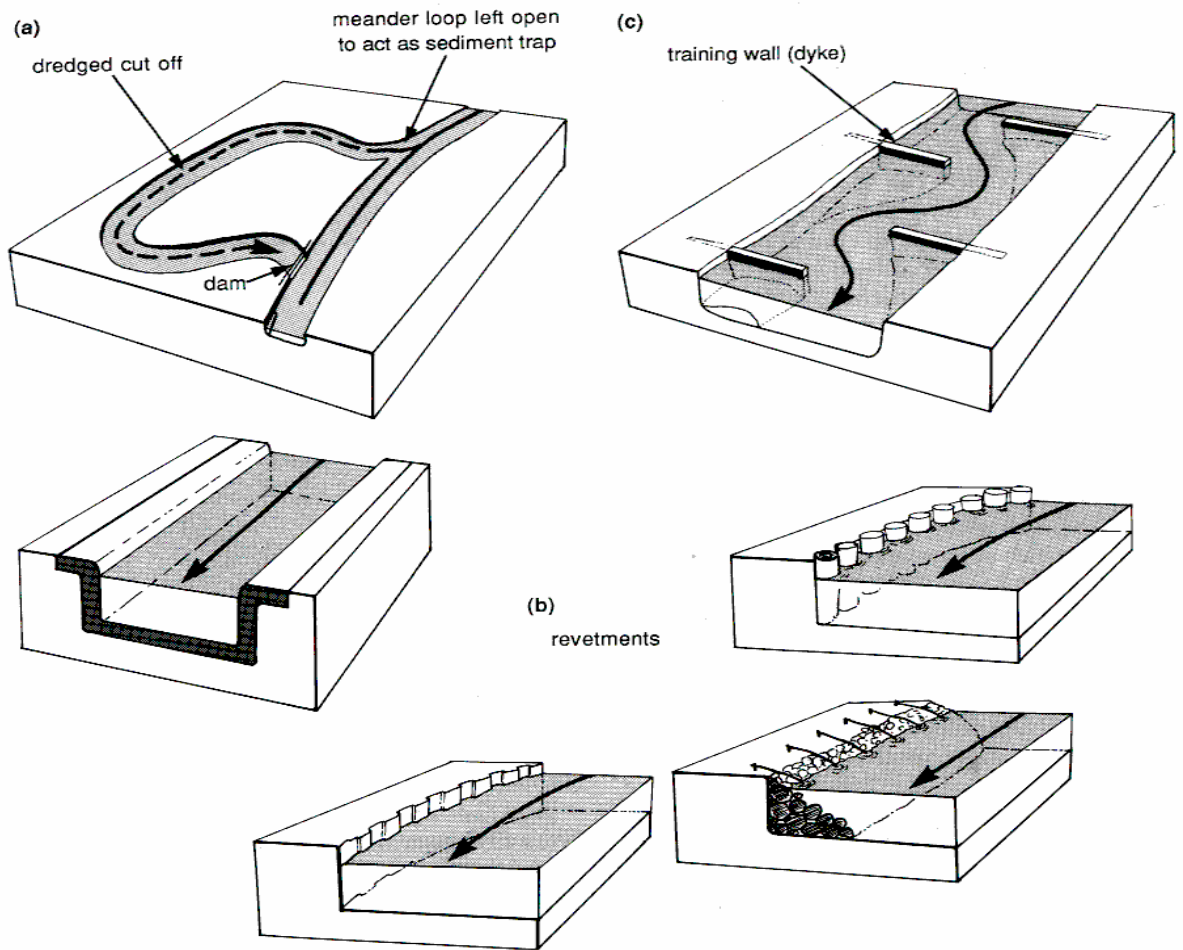 (a)
meander loop left open
to act as sediment trap
dredged cut off
dam
(c)
training wall (dyke)
(b)
revetments